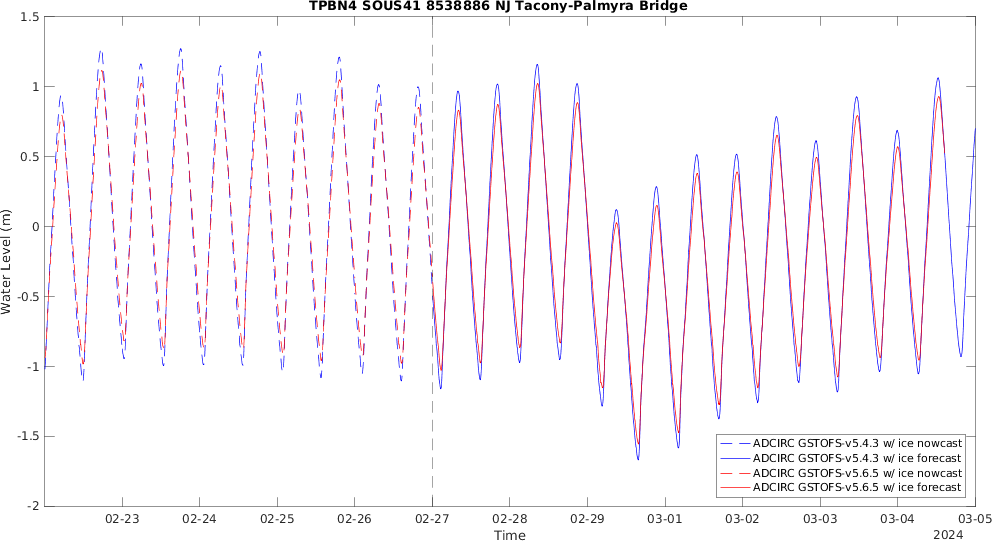 TPBN4 SOUS41 8538886 NJ Tacony-Palmyra Bridge
1.5
1
0.5
0
-0.5
-1
-1.5
-2
Water Level (m)
ADCIRC GSTOFS-v5.4.3 w/ ice nowcast
ADCIRC GSTOFS-v5.4.3 w/ ice forecast
ADCIRC GSTOFS-v5.6.5 w/ ice nowcast
ADCIRC GSTOFS-v5.6.5 w/ ice forecast
02-23 02-24 02-25 02-26 02-27 02-28 02-29 03-01 03-02 03-03 03-04 03-05
Time
2024